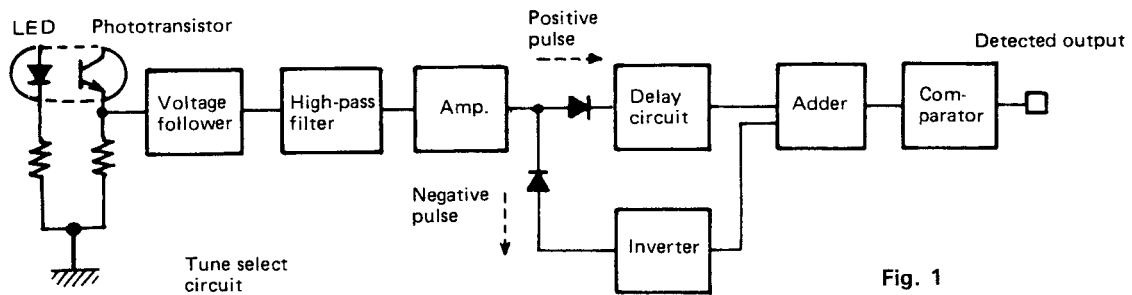 LED
Phototransistor
Voltage
follower
High-pass
filter
Amp.
Positive
pulse
Delay
circuit
Adder
Com-
parator
Detected output
Negative
pulse
Inverter
Tune select
circuit
Fig. 1